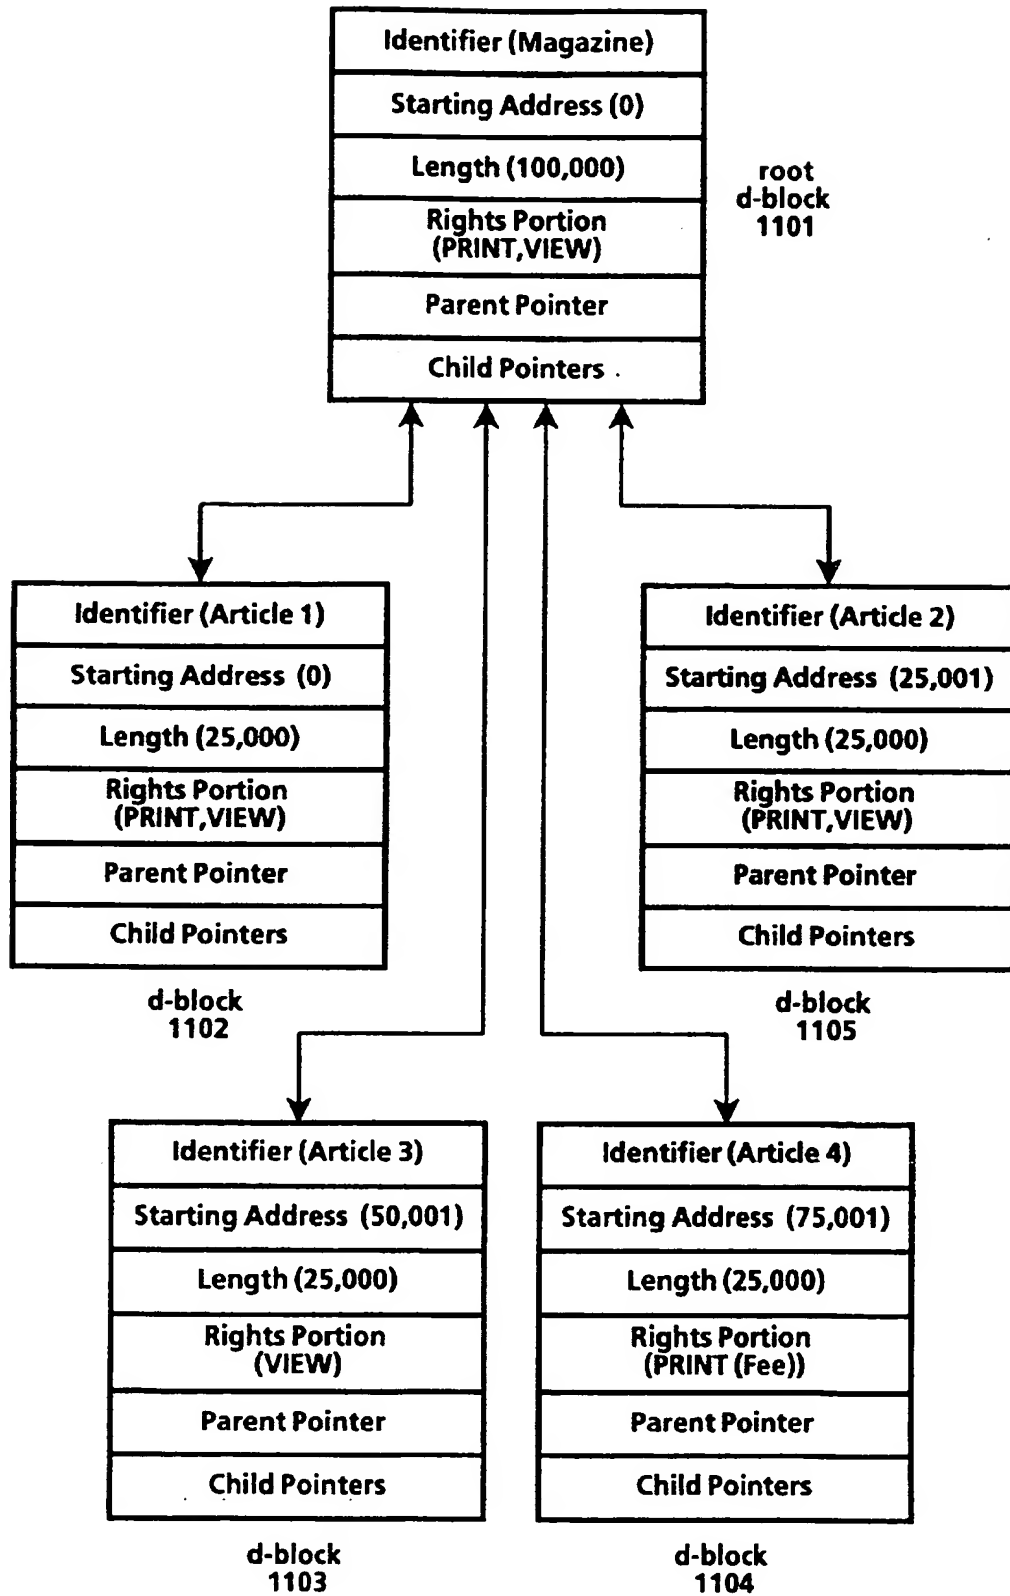 Identifier (Magazine)
Starting Address (0)
Length (100,000)
Rights Portion
(PRINT,VIEW)
Parent Pointer
Child Pointers
root
d-block
1101
Identifier (Article 1)
Starting Address (0)
Length (25,000)
Rights Portion
(PRINT,VIEW)
Parent Pointer
Child Pointers
d-block
1102
Identifier (Article 2)
Starting Address (25,001)
Length (25,000)
Rights Portion
(PRINT,VIEW)
Parent Pointer
Child Pointers
d-block
1105
Identifier (Article 3)
Starting Address (50,001)
Length (25,000)
Rights Portion
(VIEW)
Parent Pointer
Child Pointers
d-block
1103
Identifier (Article 4)
Starting Address (75,001)
Length (25,000)
Rights Portion
(PRINT (Fee))
Parent Pointer
Child Pointers
d-block
1104